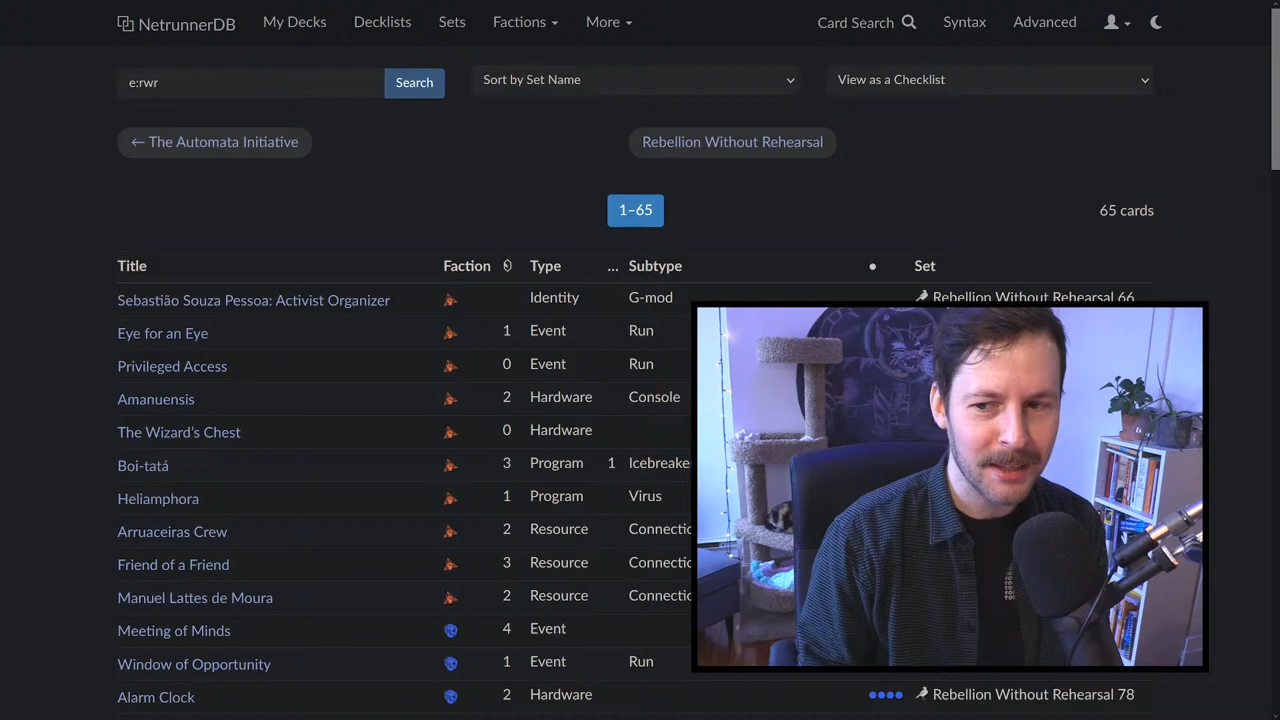 NetrunnerDB My Decks Decklists Sets Factions More Card Search Syntax Advanced
e:rwr Search Sort by Set Name View as a Checklist
← The Automata Initiative Rebellion Without Rehearsal
1–65 65 cards
Title Faction Type ... Subtype Set
Sebastião Souza Pessoa: Activist Organizer Identity G-mod Rebellion Without Rehearsal 66
Eye for an Eye 1 Event Run
Privileged Access 0 Event Run
Amanuensis 2 Hardware Console
The Wizard's Chest 0 Hardware
Boi-tatá 3 Program 1 Icebreake
Heliamphora 1 Program Virus
Arruaceiras Crew 2 Resource Connectio
Friend of a Friend 3 Resource Connectio
Manuel Lattes de Moura 2 Resource Connectio
Meeting of Minds 4 Event
Window of Opportunity 1 Event Run
Alarm Clock 2 Hardware Rebellion Without Rehearsal 78